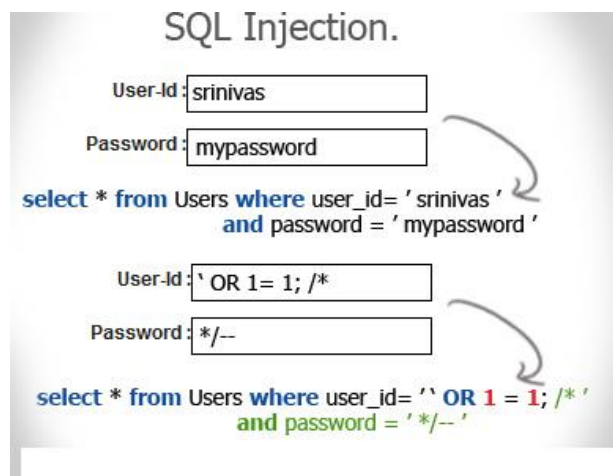 SQL Injection.
User-Id : srinivas
Password : mypassword
select * from Users where user_id= ' srinivas '
and password = ' mypassword '
User-Id : ` OR 1= 1; /*
Password : */--
select * from Users where user_id= '` OR 1 = 1; /* '
and password = ' */-- '